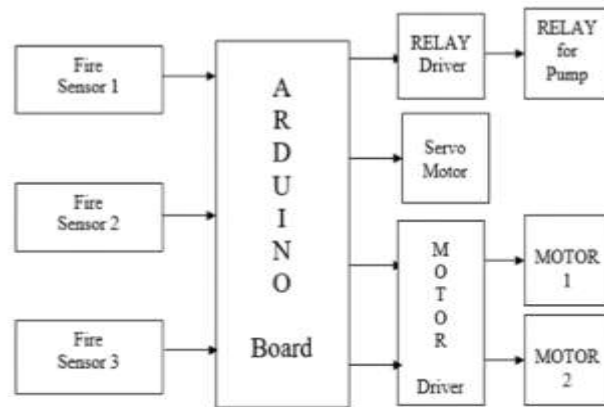 Fire
Sensor 1
Fire
Sensor 2
Fire
Sensor 3
A
R
D
U
I
N
O
Board
RELAY
Driver
RELAY
for
Pump
Servo
Motor
M
O
T
O
R
Driver
MOTOR
1
MOTOR
2